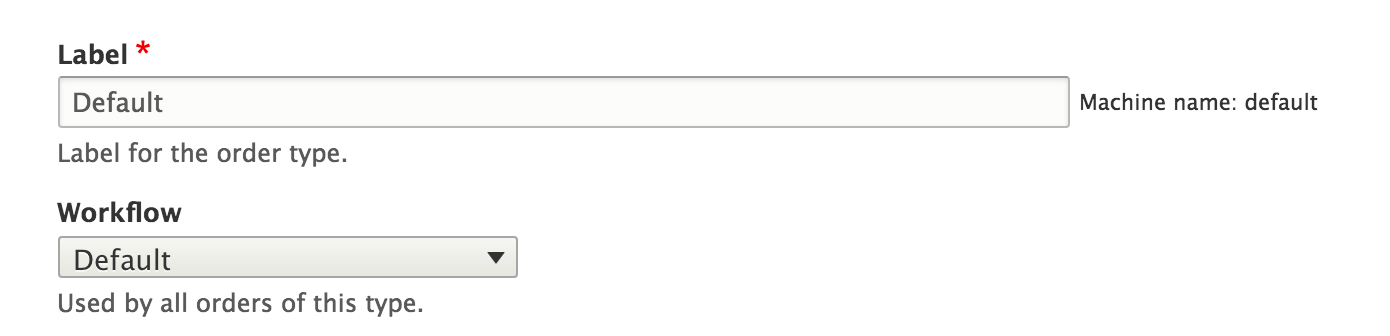 Label *
Default
Machine name: default
Label for the order type.
Workflow
Default
Used by all orders of this type.